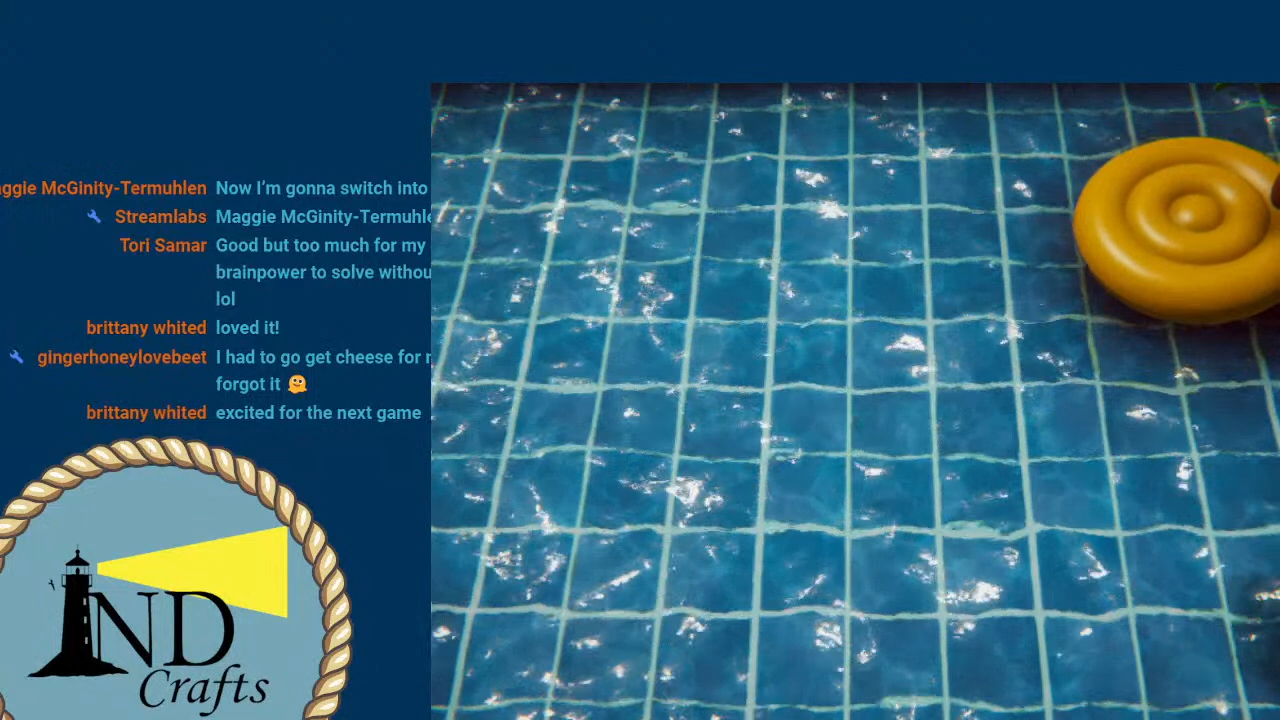 McGinity-Termuhlen Now I'm gonna switch into
Streamlabs Maggie McGinity-Termuhle
Tori Samar Good but too much for my
brainpower to solve withou
lol
brittany whited loved it!
gingerhoneylovebeet I had to go get cheese for
forgot it
brittany whited excited for the next game
IND
Crafts